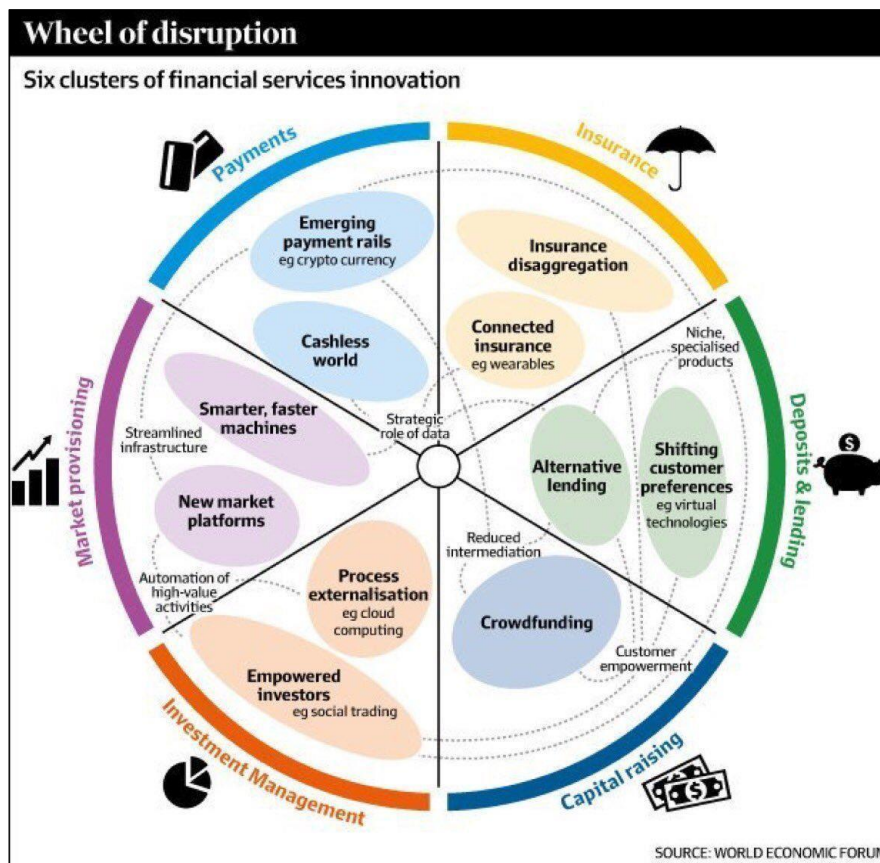 Wheel of disruption
Six clusters of financial services innovation
Payments
Insurance
Emerging
payment rails
eg crypto currency
Insurance
disaggregation
Cashless
world
Connected
insurance
eg wearables
Niche,
specialised
products
Market provisioning
Smarter, faster
machines
Streamlined
infrastructure
Strategic
role of data
Deposits & lending
$
Alternative
lending
Shifting
customer
preferences
eg virtual
technologies
New market
platforms
Reduced
intermediation
Automation of
high-value
activities
Process
externalisation
eg cloud
computing
Crowdfunding
Customer
empowerment
Empowered
investors
eg social trading
Investment Management
Capital raising
$
$
SOURCE: WORLD ECONOMIC FORUM